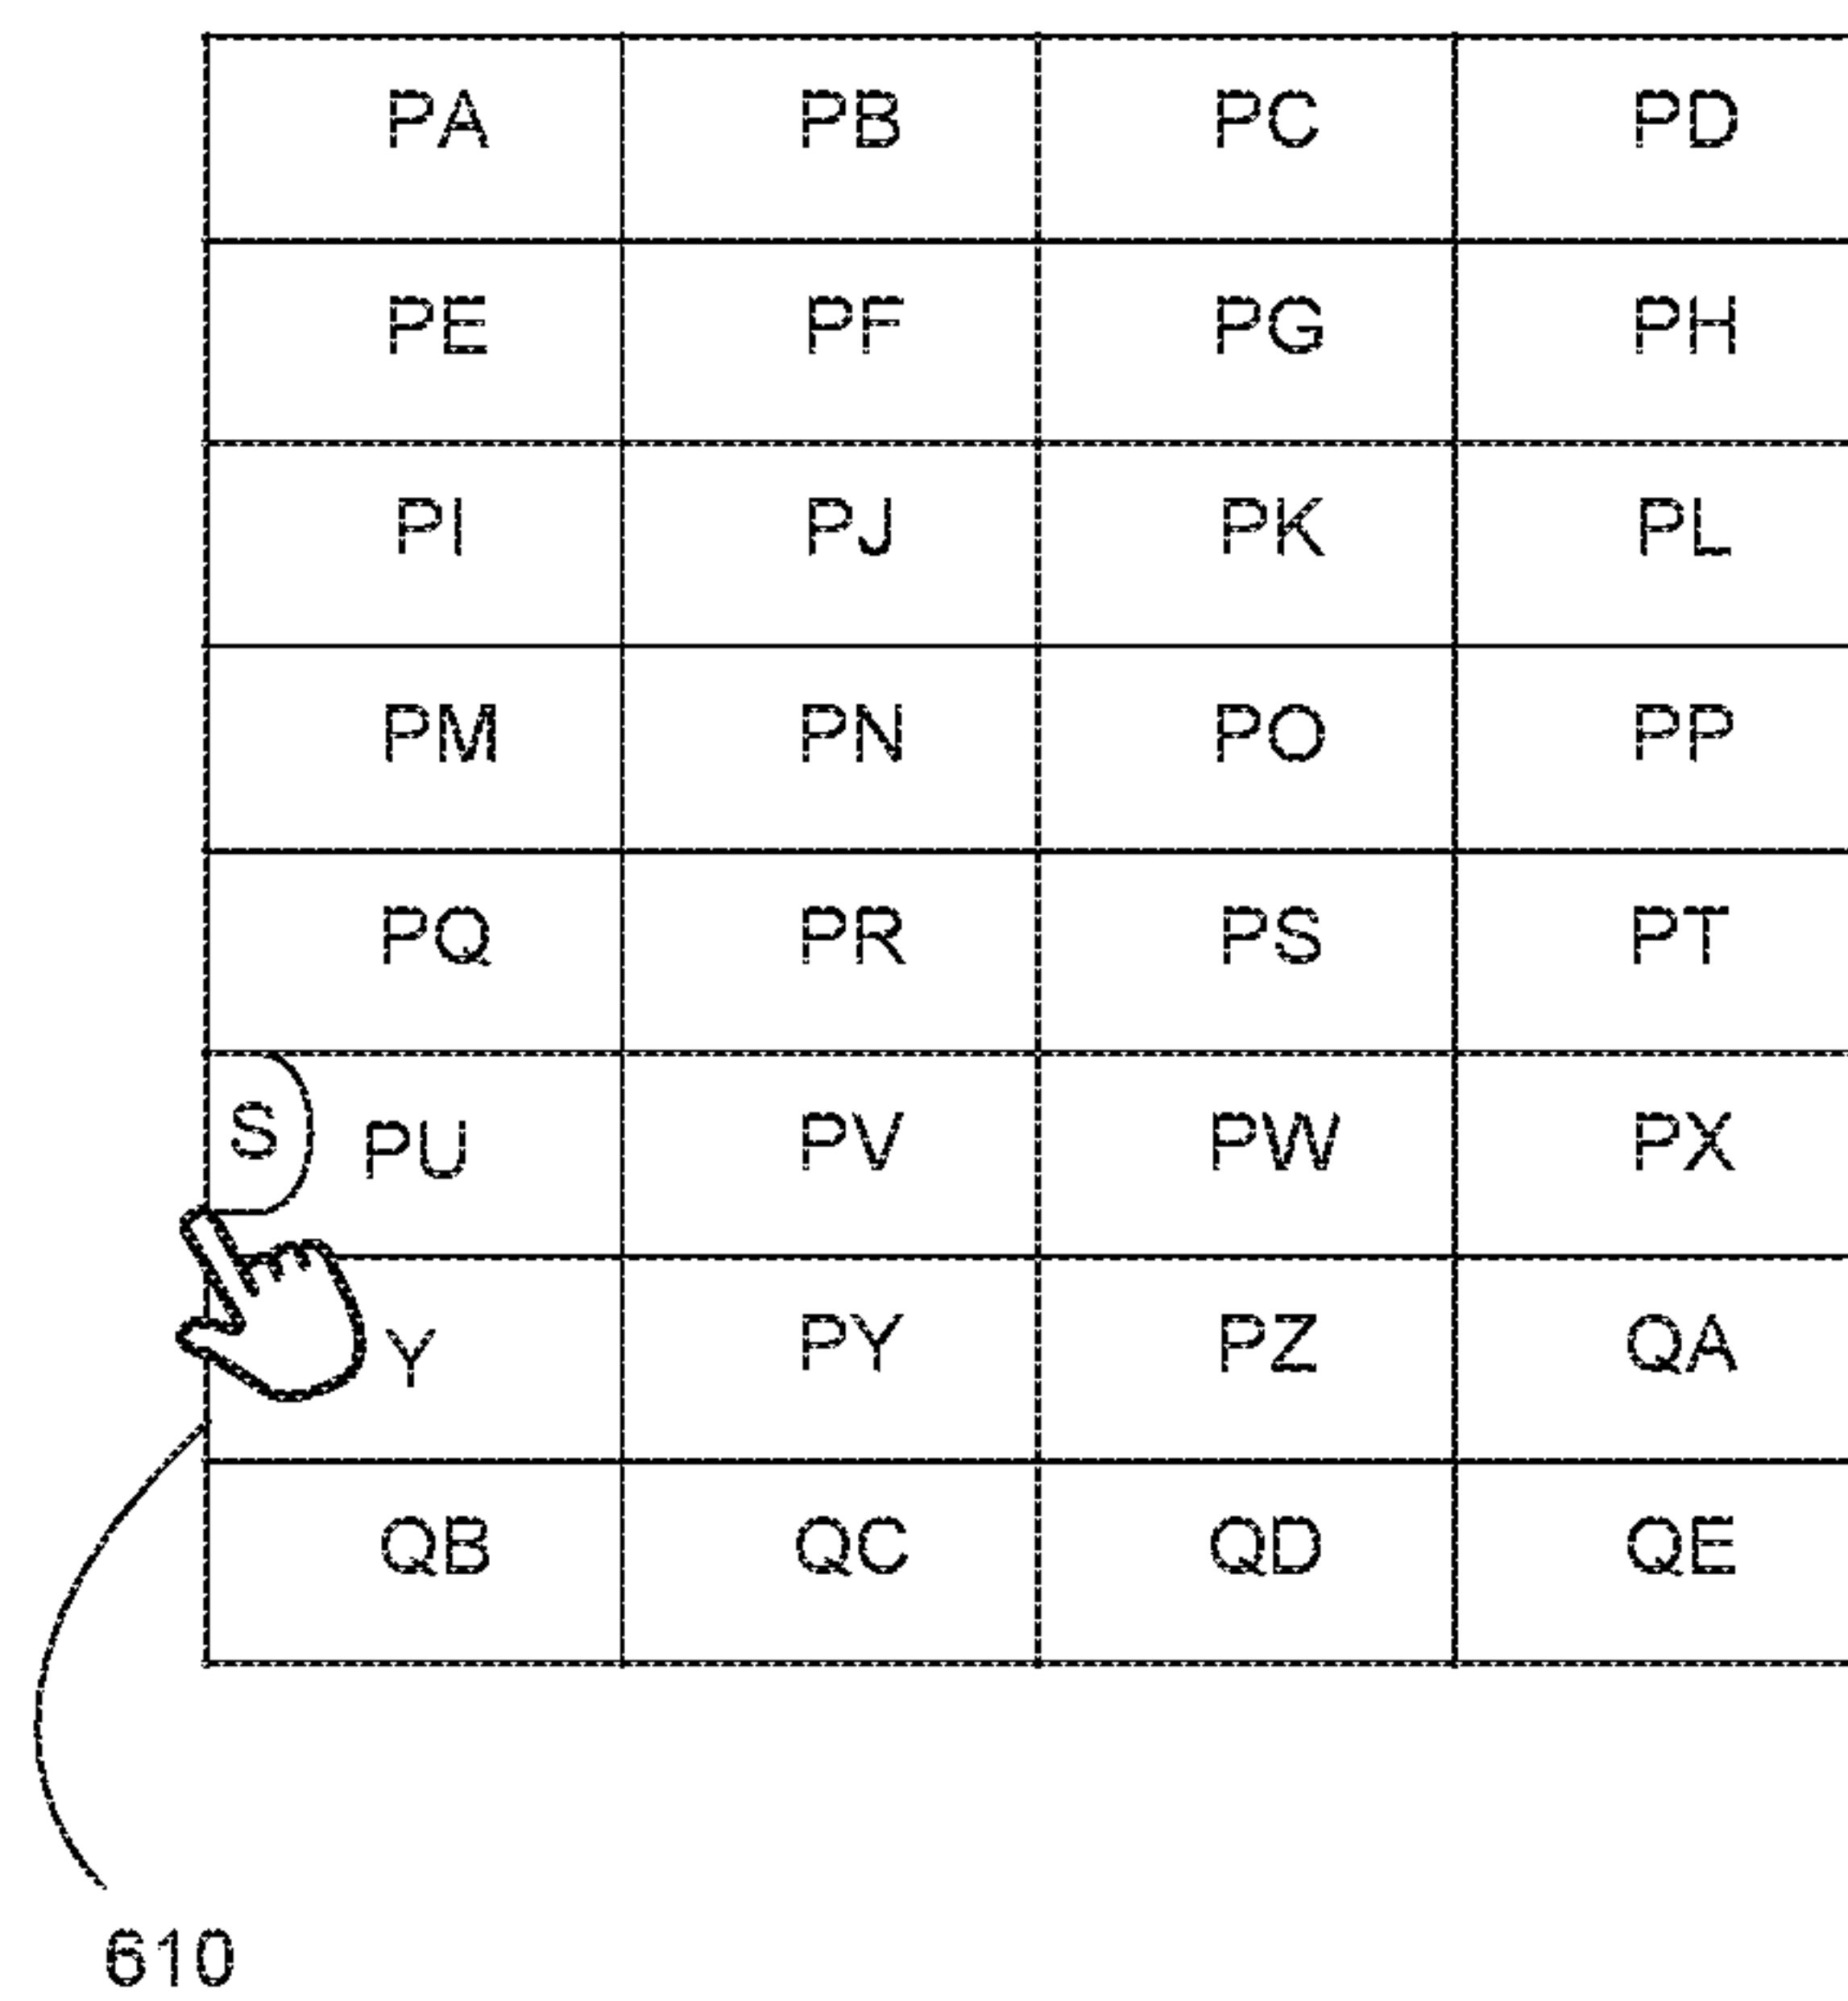 PA PB PC PD
PE PF PG PH
PI PJ PK PL
PM PN PO PP
PQ PR PS PT
S PU PV PW PX
Y PY PZ QA
QB QC QD QE
610